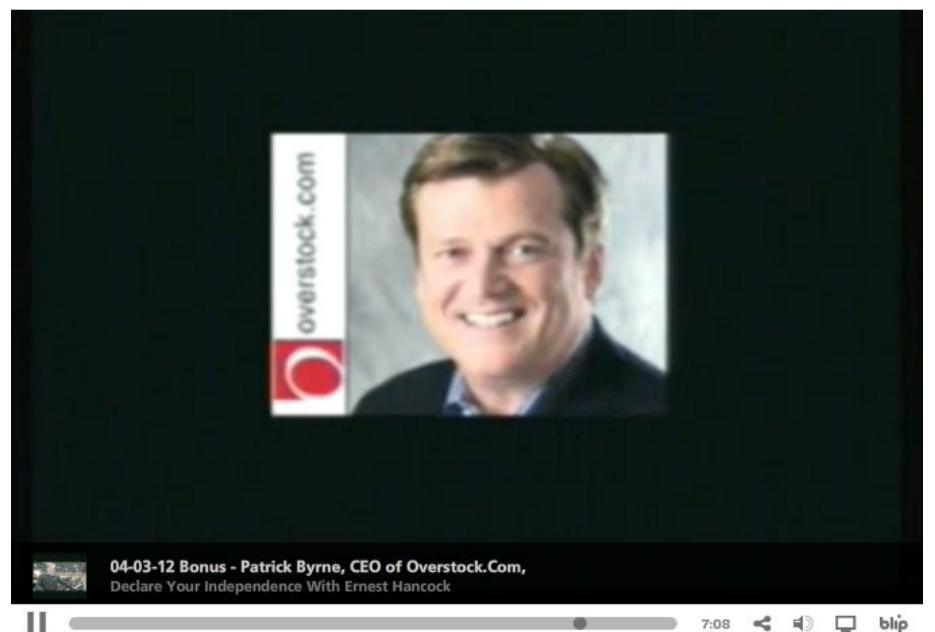 overstock.com
04-03-12 Bonus - Patrick Byrne, CEO of Overstock.Com,
Declare Your Independence With Ernest Hancock
7:08
blip